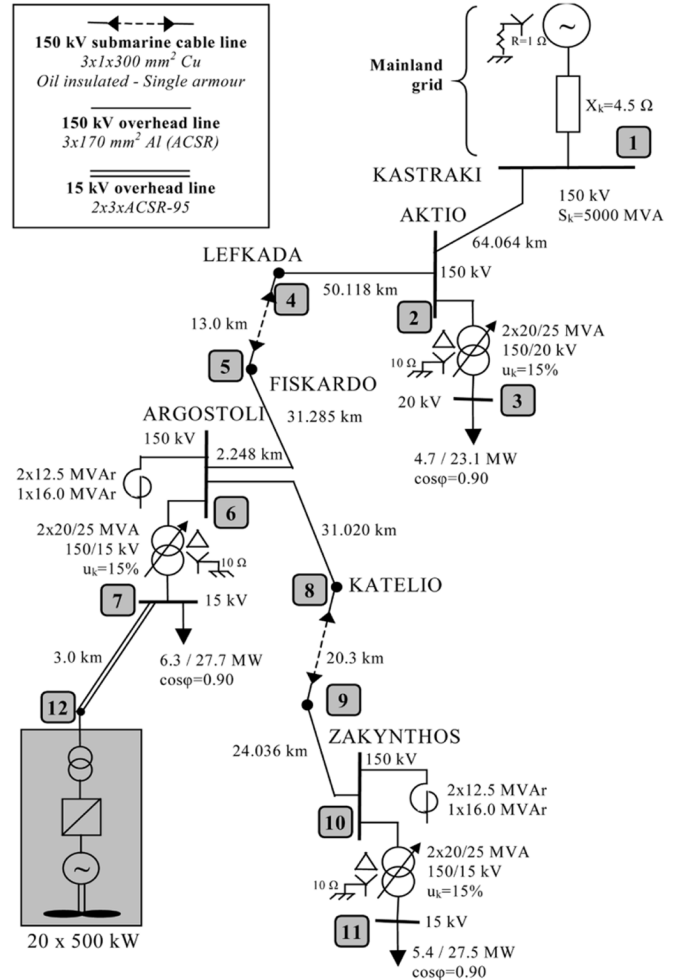 150 kV submarine cable line
3x1x300 mm² Cu
Oil insulated - Single armour
150 kV overhead line
3x170 mm² Al (ACSR)
15 kV overhead line
2x3xACSR-95
Mainland
grid
R=1 Ω
~
Xk=4.5 Ω
1
KASTRAKI
150 kV
Sk=5000 MVA
AKTIO
64.064 km
LEFKADA
150 kV
50.118 km
4
2
13.0 km
2x20/25 MVA
150/20 kV
uk=15%
10 Ω
5
FISKARDO
20 kV
3
ARGOSTOLI
31.285 km
150 kV
2.248 km
4.7 / 23.1 MW
cosφ=0.90
2x12.5 MVAr
1x16.0 MVAr
6
2x20/25 MVA
150/15 kV
uk=15%
10 Ω
31.020 km
8
KATELIO
7
15 kV
3.0 km
6.3 / 27.7 MW
cosφ=0.90
20.3 km
12
9
ZAKYNTHOS
24.036 km
150 kV
2x12.5 MVAr
1x16.0 MVAr
10
2x20/25 MVA
150/15 kV
uk=15%
10 Ω
~
11
15 kV
20 x 500 kW
5.4 / 27.5 MW
cosφ=0.90